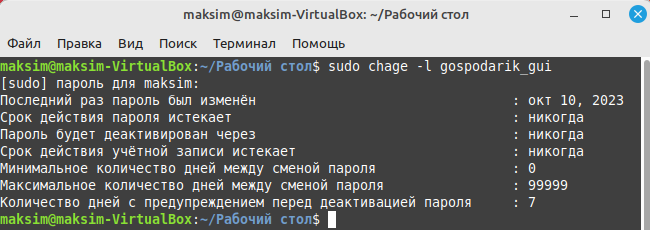 maksim@maksim-VirtualBox: ~/Рабочий стол
Файл Правка Вид Поиск Терминал Помощь
maksim@maksim-VirtualBox:~/Рабочий стол$ sudo chage -l gospodarik_gui
[sudo] пароль для maksim:
Последний раз пароль был изменён : окт 10, 2023
Срок действия пароля истекает : никогда
Пароль будет деактивирован через : никогда
Срок действия учётной записи истекает : никогда
Минимальное количество дней между сменой пароля : 0
Максимальное количество дней между сменой пароля : 99999
Количество дней с предупреждением перед деактивацией пароля : 7
maksim@maksim-VirtualBox:~/Рабочий стол$